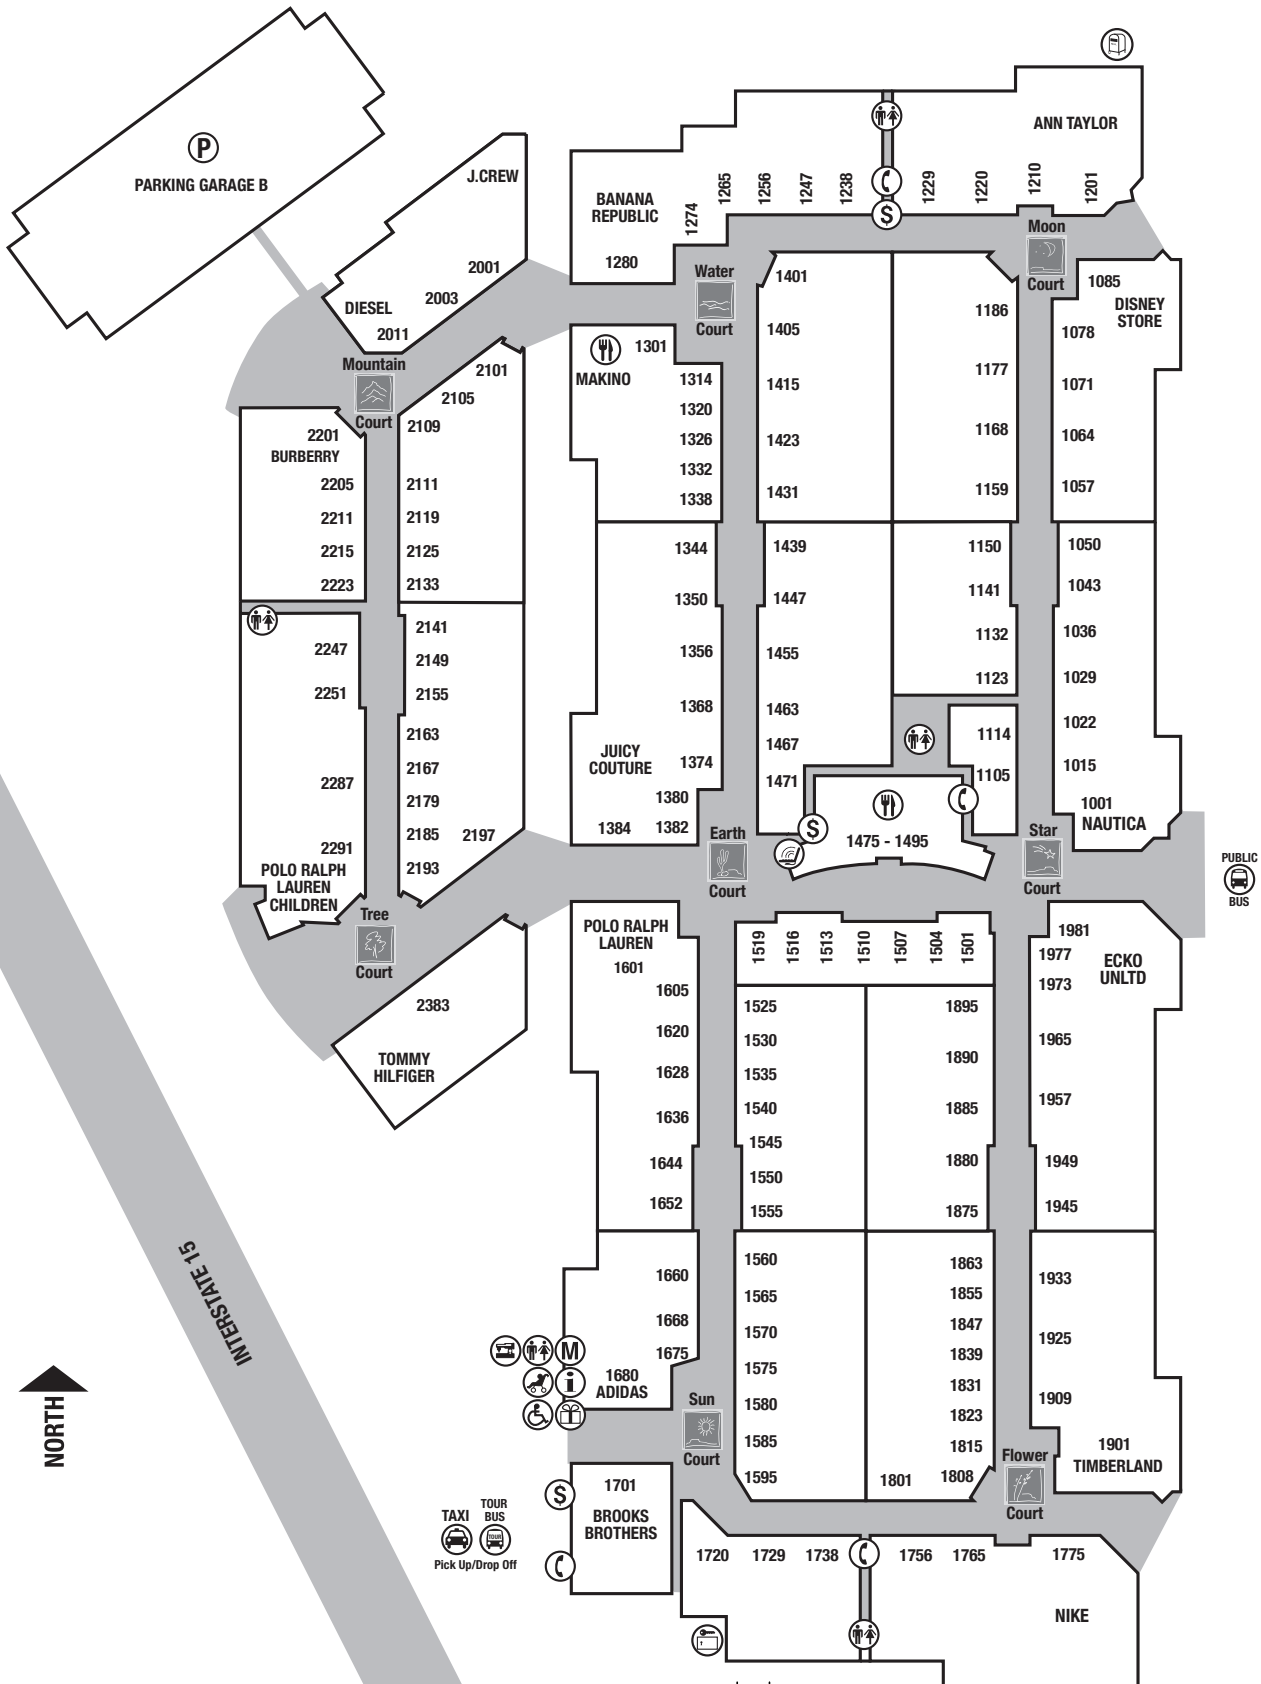 P
PARKING GARAGE B
J.CREW
2001
2003
DIESEL
2011
Mountain
Court
BANANA
REPUBLIC
1280
1274
1265
1256
1247
1238
$
1229
1220
1210
1201
ANN TAYLOR
Moon
Court
Water
Court
1085
DISNEY
STORE
1078
1071
1064
1057
1401
1405
1415
1423
1431
1186
1177
1168
1159
1301
MAKINO
1314
1320
1326
1332
1338
2101
2105
2109
2111
2119
2125
2133
2201
BURBERRY
2205
2211
2215
2223
2247
2251
2287
2291
POLO RALPH
LAUREN
CHILDREN
2141
2149
2155
2163
2167
2179
2185
2197
2193
Tree
Court
2383
TOMMY
HILFIGER
1344
1350
1356
1368
1374
JUICY
COUTURE
1380
1384
1382
1439
1447
1455
1463
1467
1471
1150
1141
1132
1123
1114
1105
1050
1043
1036
1029
1022
1015
1001
NAUTICA
$
1475 - 1495
Earth
Court
Star
Court
PUBLIC
BUS
POLO RALPH
LAUREN
1601
1605
1620
1628
1636
1644
1652
1660
1668
1675
1680
ADIDAS
1519
1516
1513
1510
1507
1504
1501
1525
1530
1535
1540
1545
1550
1555
1560
1565
1570
1575
1580
1585
1595
1895
1890
1885
1880
1875
1863
1855
1847
1839
1831
1823
1815
1808
1801
1981
1977
ECKO
UNLTD
1973
1965
1957
1949
1945
1933
1925
1909
1901
TIMBERLAND
Flower
Court
Sun
Court
M
i
INTERSTATE 15
NORTH
$
1701
BROOKS
BROTHERS
TAXI
TOUR
BUS
TOUR
Pick Up/Drop Off
1720
1729
1738
1756
1765
1775
NIKE